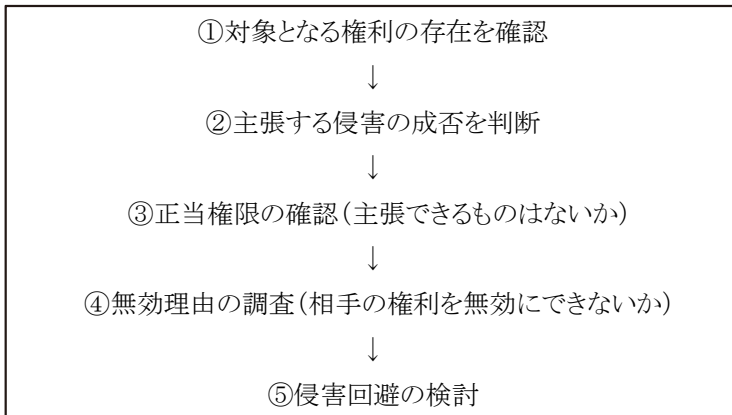 ①対象となる権利の存在を確認
↓
②主張する侵害の成否を判断
↓
③正当権限の確認(主張できるものはないか)
↓
④無効理由の調査(相手の権利を無効にできないか)
↓
⑤侵害回避の検討